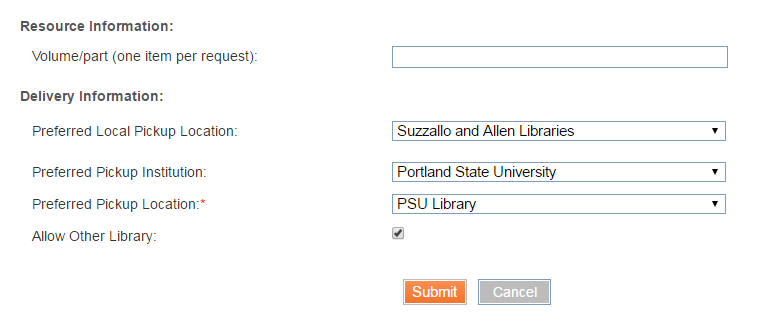 Resource Information:
Volume/part (one item per request):
Delivery Information:
Preferred Local Pickup Location: Suzzallo and Allen Libraries
Preferred Pickup Institution: Portland State University
Preferred Pickup Location:* PSU Library
Allow Other Library:
Submit Cancel